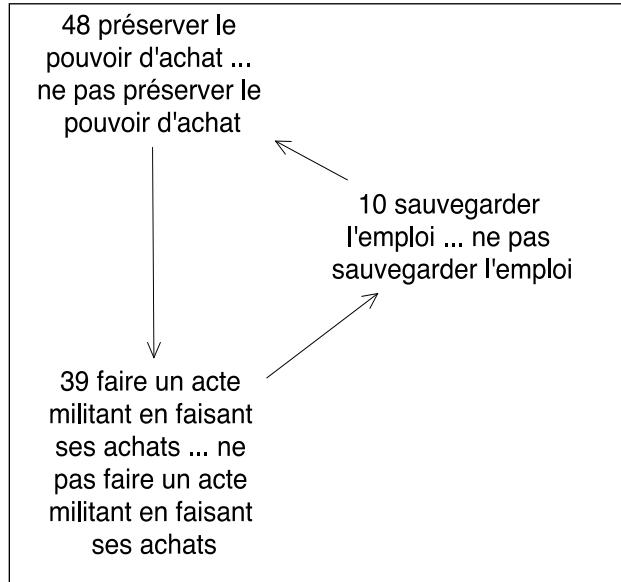 48 préserver le
pouvoir d'achat ...
ne pas préserver le
pouvoir d'achat
10 sauvegarder
l'emploi ... ne pas
sauvegarder l'emploi
39 faire un acte
militant en faisant
ses achats ... ne
pas faire un acte
militant en faisant
ses achats